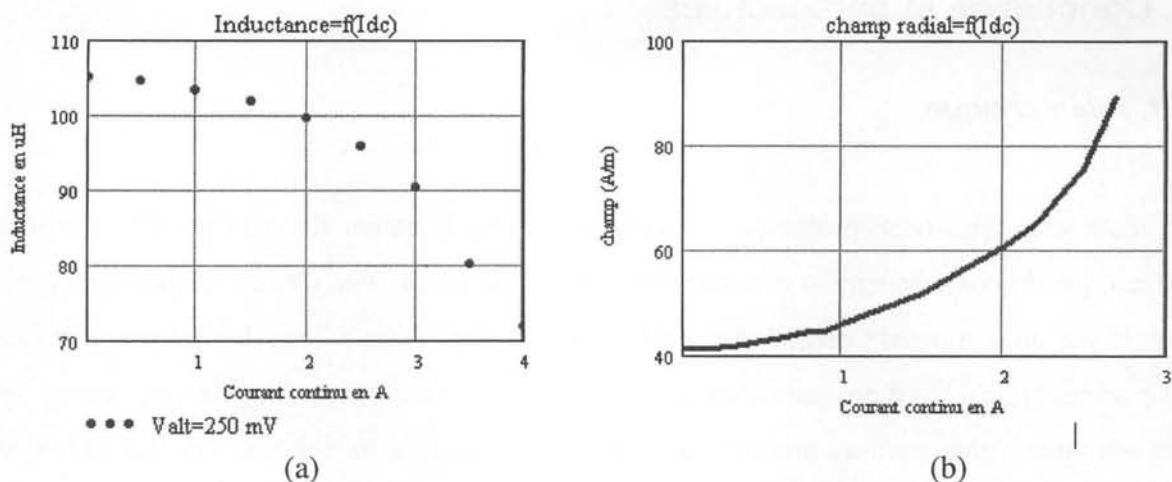 Inductance=f(Idc)
110
100
90
80
70
Inductance en uH
1
2
3
4
Courant continu en A
Valt=250 mV
(a)
champ radial=f(Idc)
100
80
60
40
champ (A/m)
1
2
3
Courant continu en A
(b)